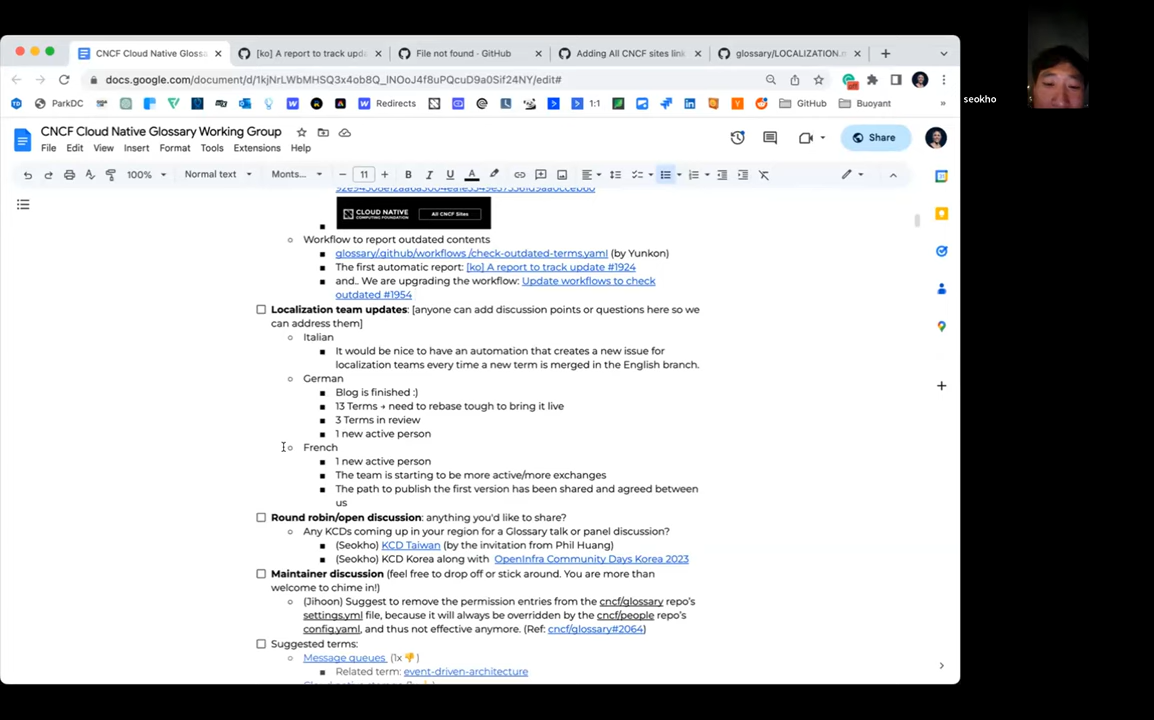 CNCF Cloud Native Glossa
[ko] A report to track upda
File not found · GitHub
Adding All CNCF sites lin
glossary/LOCALIZATION.m
docs.google.com/document/d/1kjNrLWbMHSQ3x4ob8Q_lNOoJ4f8uPQcuD9a0Sif24NY/edit#
ParkDC
Redirects
1:1
GitHub
Buoyant
seokho
CNCF Cloud Native Glossary Working Group
File Edit View Insert Format Tools Extensions Help
Share
100%
Normal text
Monts...
11
CLOUD NATIVE
COMPUTING FOUNDATION
All CNCF Sites
Workflow to report outdated contents
glossary/.github/workflows /check-outdated-terms.yaml (by Yunkon)
The first automatic report: [ko] A report to track update #1924
and.. We are upgrading the workflow: Update workflows to check
outdated #1954
Localization team updates: [anyone can add discussion points or questions here so we
can address them]
Italian
It would be nice to have an automation that creates a new issue for
localization teams every time a new term is merged in the English branch.
German
Blog is finished :)
13 Terms → need to rebase tough to bring it live
3 Terms in review
1 new active person
French
1 new active person
The team is starting to be more active/more exchanges
The path to publish the first version has been shared and agreed between
us
Round robin/open discussion: anything you'd like to share?
Any KCDs coming up in your region for a Glossary talk or panel discussion?
(Seokho) KCD Taiwan (by the invitation from Phil Huang)
(Seokho) KCD Korea along with OpenInfra Community Days Korea 2023
Maintainer discussion (feel free to drop off or stick around. You are more than
welcome to chime in!)
(Jihoon) Suggest to remove the permission entries from the cncf/glossary repo's
settings.yml file, because it will always be overridden by the cncf/people repo's
config.yaml, and thus not effective anymore. (Ref: cncf/glossary#2064)
Suggested terms:
Message queues (1x 👎)
Related term: event-driven-architecture